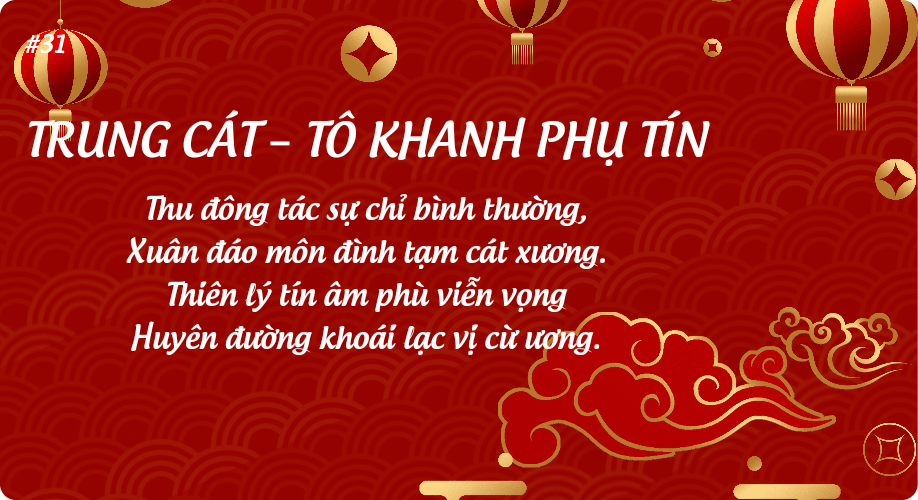 #31
TRUNG CÁT – TÔ KHANH PHỤ TÍN
Thu đông tác sự chỉ bình thường,
Xuân đáo môn đình tạm cát xương.
Thiên lý tín âm phù viễn vọng
Huyên đường khoái lạc vị cừ ương.